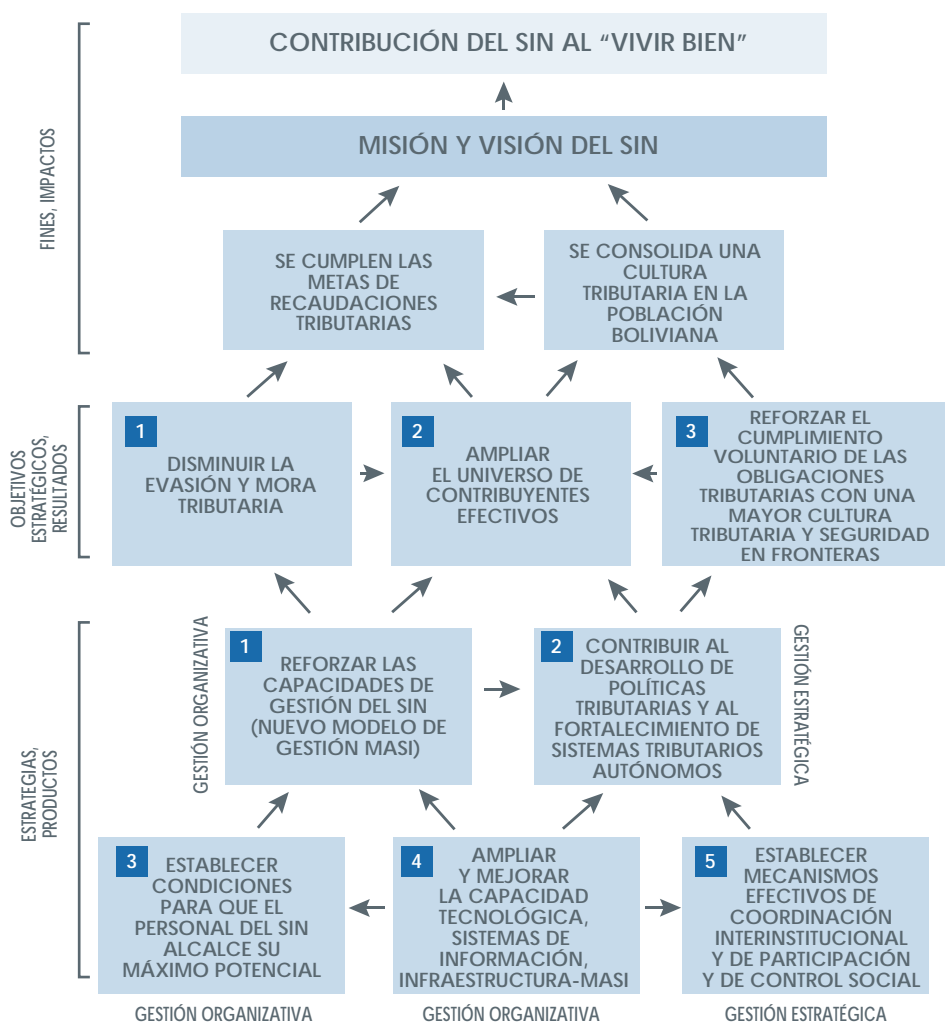 CONTRIBUCIÓN DEL SIN AL “VIVIR BIEN”
MISIÓN Y VISIÓN DEL SIN
FINES, IMPACTOS
SE CUMPLEN LAS
METAS DE
RECAUDACIONES
TRIBUTARIAS
SE CONSOLIDA UNA
CULTURA
TRIBUTARIA EN LA
POBLACIÓN
BOLIVIANA
OBJETIVOS
ESTRATÉGICOS,
RESULTADOS
1
DISMINUIR LA
EVASIÓN Y MORA
TRIBUTARIA
2
AMPLIAR
EL UNIVERSO DE
CONTRIBUYENTES
EFECTIVOS
3
REFORZAR EL
CUMPLIMIENTO
VOLUNTARIO DE LAS
OBLIGACIONES
TRIBUTARIAS CON UNA
MAYOR CULTURA
TRIBUTARIA Y SEGURIDAD
EN FRONTERAS
ESTRATEGIAS,
PRODUCTOS
GESTIÓN ORGANIZATIVA
1
REFORZAR LAS
CAPACIDADES DE
GESTIÓN DEL SIN
(NUEVO MODELO DE
GESTIÓN MASI)
2
CONTRIBUIR AL
DESARROLLO DE
POLÍTICAS
TRIBUTARIAS Y AL
FORTALECIMIENTO DE
SISTEMAS TRIBUTARIOS
AUTÓNOMOS
GESTIÓN ESTRATÉGICA
3
ESTABLECER
CONDICIONES
PARA QUE EL
PERSONAL DEL SIN
ALCALCE SU
MÁXIMO POTENCIAL
4
AMPLIAR
Y MEJORAR
LA CAPACIDAD
TECNOLÓGICA,
SISTEMAS DE
INFORMACIÓN,
INFRAESTRUCTURA-MASI
5
ESTABLECER
MECANISMOS
EFECTIVOS DE
COORDINACIÓN
INTERINSTITUCIONAL
Y DE PARTICIPACIÓN
Y DE CONTROL SOCIAL
GESTIÓN ORGANIZATIVA
GESTIÓN ORGANIZATIVA
GESTIÓN ESTRATÉGICA